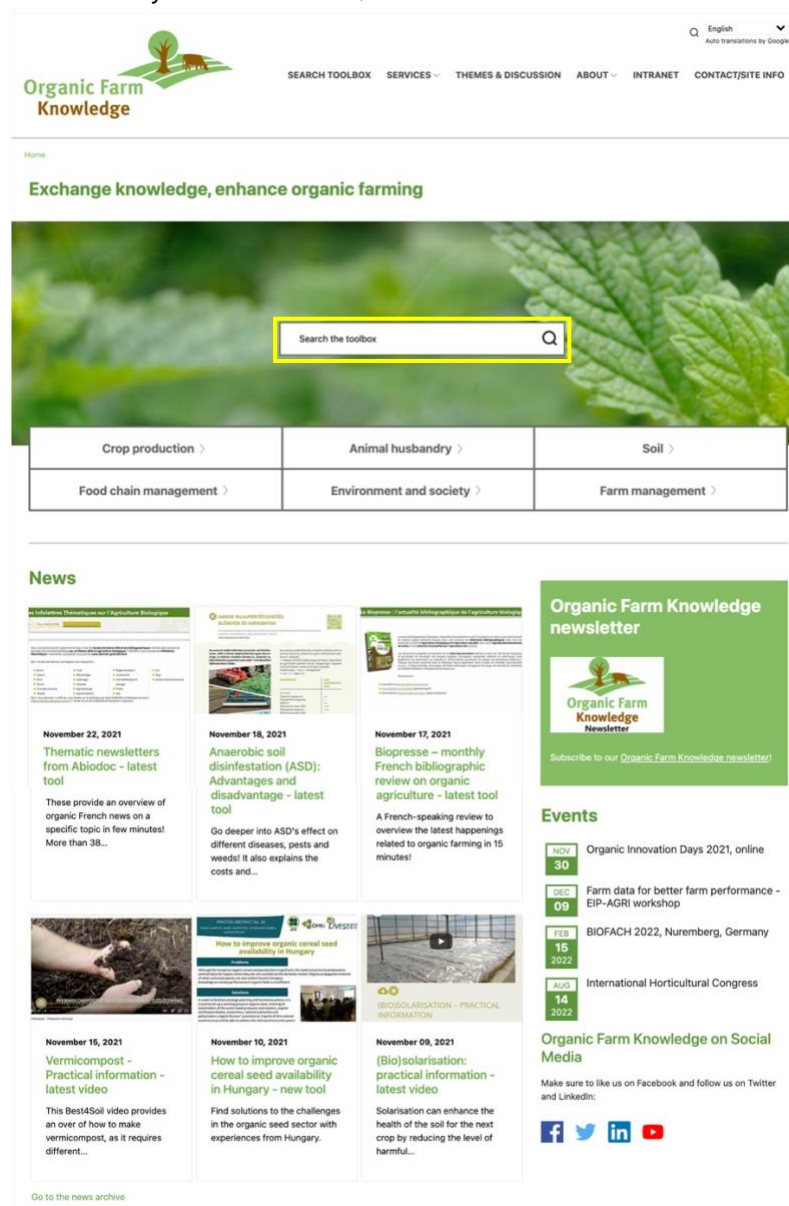 English
Auto translations by Google
Organic Farm
Knowledge
SEARCH TOOLBOX SERVICES THEMES & DISCUSSION ABOUT INTRANET CONTACT/SITE INFO
Home
Exchange knowledge, enhance organic farming
Search the toolbox
Crop production Animal husbandry Soil
Food chain management Environment and society Farm management
News
November 22, 2021
Thematic newsletters
from Abiodoc - latest
tool
These provide an overview of
organic French news on a
specific topic in few minutes!
More than 38...
November 18, 2021
Anaerobic soil
disinfestation (ASD):
Advantages and
disadvantage - latest
tool
Go deeper into ASD's effect on
different diseases, pests and
weeds! It also explains the
costs and...
La Biopresse : l'actualité bibliographique de l'agriculture biologique
November 17, 2021
Biopresse – monthly
French bibliographic
review on organic
agriculture - latest tool
A French-speaking review to
overview the latest happenings
related to organic farming in 15
minutes!
November 15, 2021
Vermicompost -
Practical information -
latest video
This Best4Soil video provides
an over of how to make
vermicompost, as it requires
different...
How to improve organic cereal seed
availability in Hungary
Problems
Solutions
November 10, 2021
How to improve organic
cereal seed availability
in Hungary - new tool
Find solutions to the challenges
in the organic seed sector with
experiences from Hungary.
(BIO)SOLARISATION – PRACTICAL
INFORMATION
November 09, 2021
(Bio)solarisation:
practical information -
latest video
Solarisation can enhance the
health of the soil for the next
crop by reducing the level of
harmful...
Go to the news archive
Organic Farm Knowledge
newsletter
Organic Farm
Knowledge
Newsletter
Subscribe to our Organic Farm Knowledge newsletter!
Events
NOV
30
Organic Innovation Days 2021, online
DEC
09
Farm data for better farm performance -
EIP-AGRI workshop
FEB
15
2022
BIOFACH 2022, Nuremberg, Germany
AUG
14
2022
International Horticultural Congress
Organic Farm Knowledge on Social
Media
Make sure to like us on Facebook and follow us on Twitter
and LinkedIn: